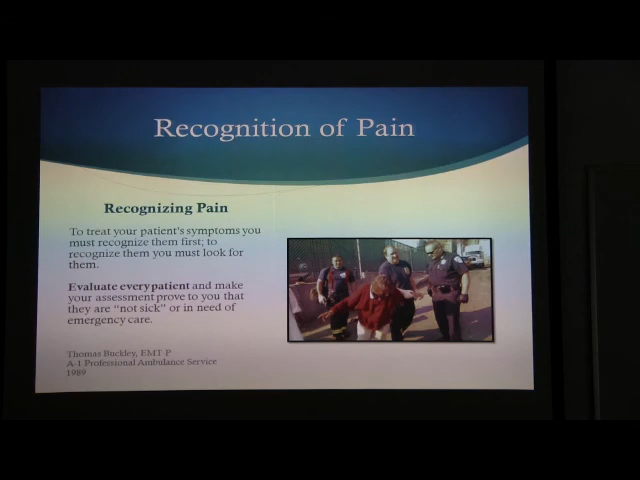 Recognition of Pain
Recognizing Pain
To treat your patient's symptoms you
must recognize them first; to
recognize them you must look for
them.
Evaluate every patient and make
your assessment prove to you that
they are "not sick" or in need of
emergency care.
Thomas Buckley, EMT-P
A-1 Professional Ambulance Service
1989